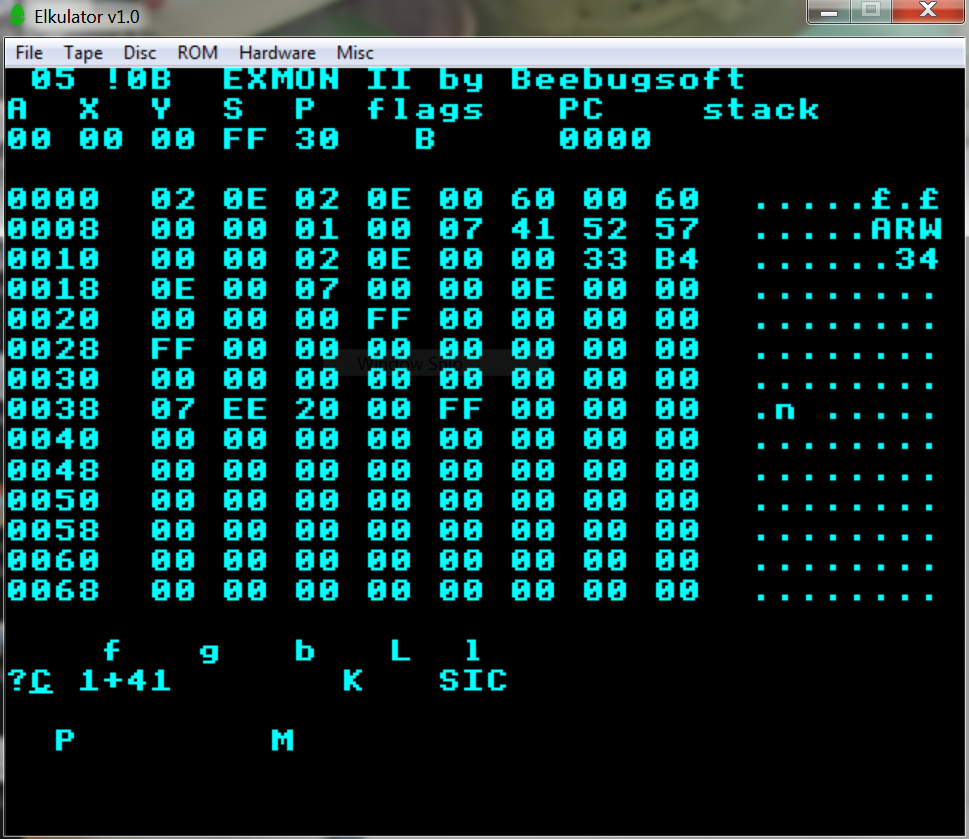 Elkulator v1.0
File Tape Disc ROM Hardware Misc
05 !0B EXMON II by Beebugsoft
A X Y S P flags PC stack
00 00 00 FF 30 B 0000
0000 02 0E 02 0E 00 60 00 60 .....£.£
0008 00 00 01 00 07 41 52 57 .....ARW
0010 00 00 02 0E 00 00 33 B4 ......34
0018 0E 00 07 00 00 0E 00 00 ........
0020 00 00 00 FF 00 00 00 00 ........
0028 FF 00 00 00 00 00 00 00 ........
Window Snip
0030 00 00 00 00 00 00 00 00 ........
0038 07 EE 20 00 FF 00 00 00 .n .....
0040 00 00 00 00 00 00 00 00 ........
0048 00 00 00 00 00 00 00 00 ........
0050 00 00 00 00 00 00 00 00 ........
0058 00 00 00 00 00 00 00 00 ........
0060 00 00 00 00 00 00 00 00 ........
0068 00 00 00 00 00 00 00 00 ........
f g b L l
?C 1+41 K SIC
P M